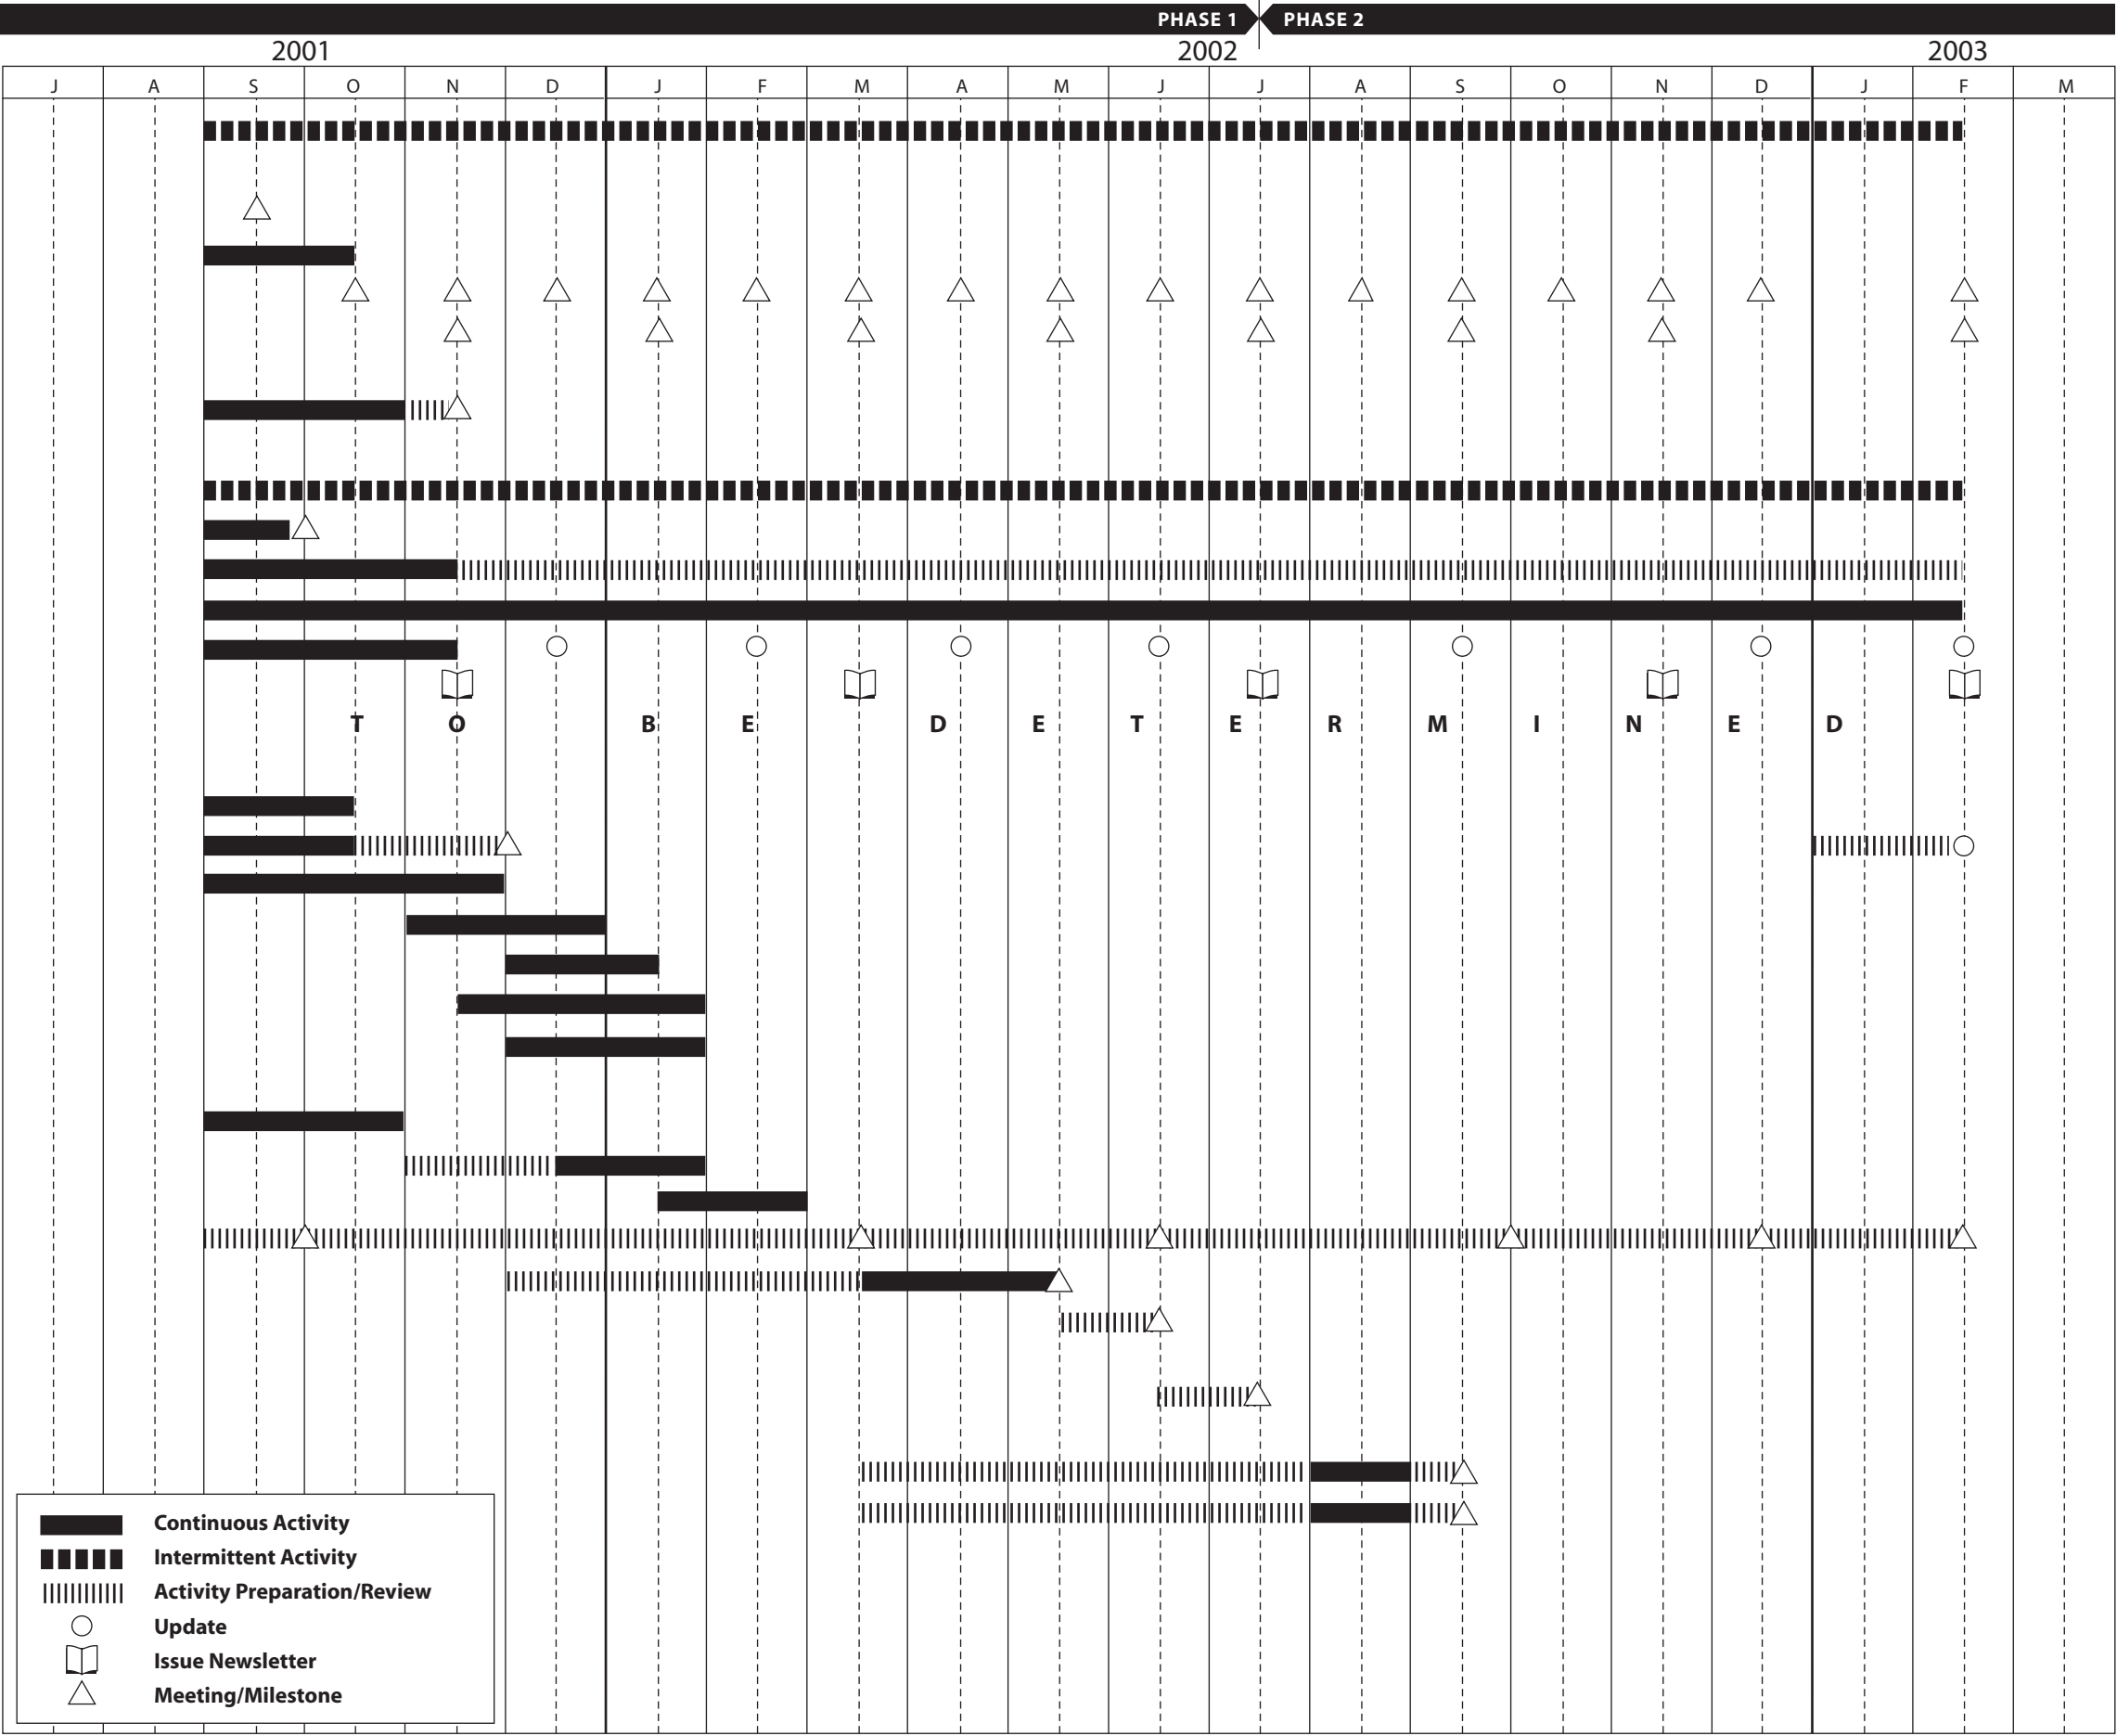 PHASE 1 PHASE 2
2001 2002 2003
J A S O N D J F M A M J J A S O N D J F M
T O B E D E T E R M I N E D
Continuous Activity
Intermittent Activity
Activity Preparation/Review
Update
Issue Newsletter
Meeting/Milestone